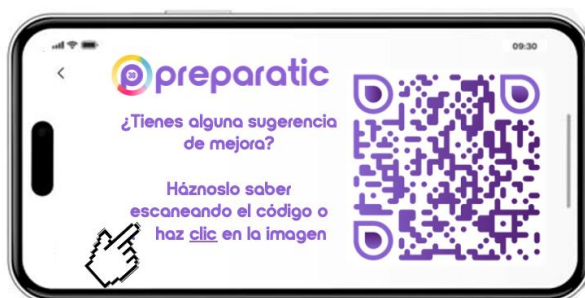 09:30
preparatic
¿Tienes alguna sugerencia
de mejora?
Háznoslo saber
escaneando el código o
haz clic en la imagen